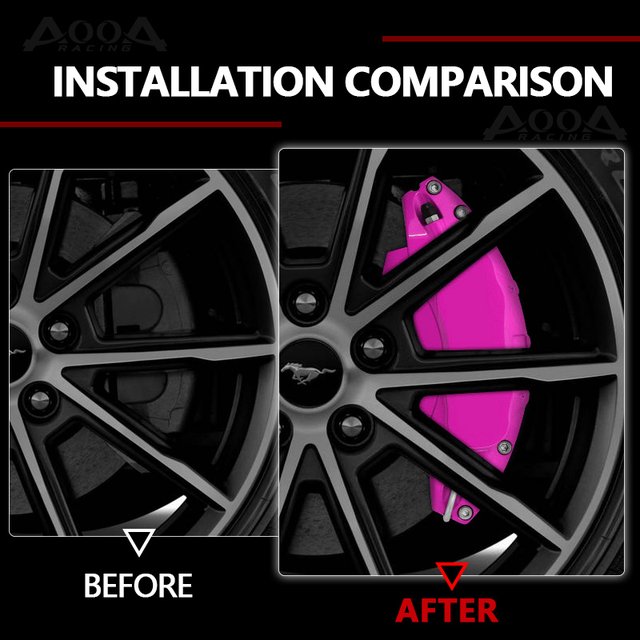 AOOA
RACING
INSTALLATION COMPARISON
AOOA
RACING
BEFORE
AFTER